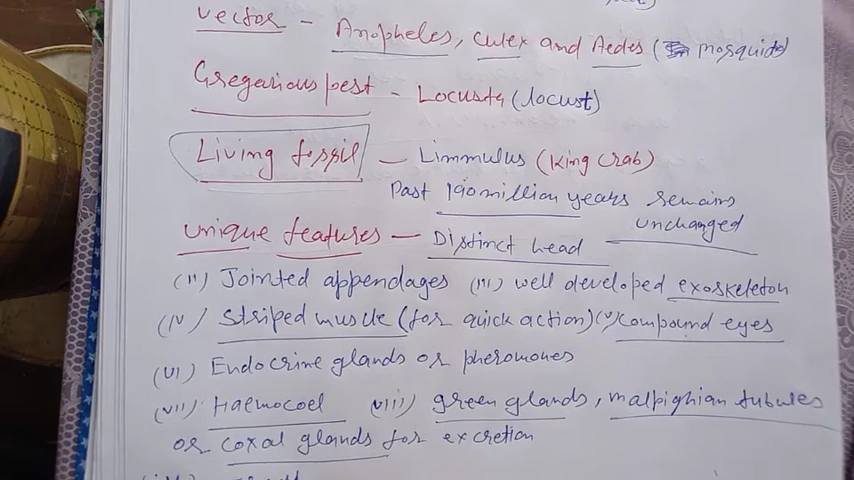 Vector - Anopheles, Culex and Aedes ( mosquito)
Gregarious pest - Locusta (locust)
Living fossil - Limmulus (King Crab)
Past 190 million years remains
unchanged
Unique features - Distinct head
(ii) Jointed appendages (iii) well developed exoskeleton
(iv) Striped muscle (for quick action) (v) compound eyes
(vi) Endocrine glands or pheromones
(vii) Haemocoel (viii) green glands, malpighian tubules
or coxal glands for excretion